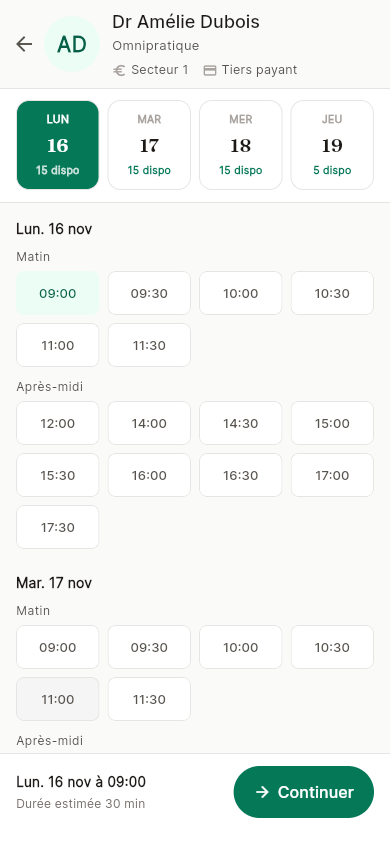 AD
Dr Amélie Dubois
Omnipratique
Secteur 1 Tiers payant
LUN MAR MER JEU
16 17 18 19
15 dispo 15 dispo 15 dispo 5 dispo
Lun. 16 nov
Matin
09:00 09:30 10:00 10:30
11:00 11:30
Après-midi
12:00 14:00 14:30 15:00
15:30 16:00 16:30 17:00
17:30
Mar. 17 nov
Matin
09:00 09:30 10:00 10:30
11:00 11:30
Après-midi
Lun. 16 nov à 09:00
Durée estimée 30 min
Continuer